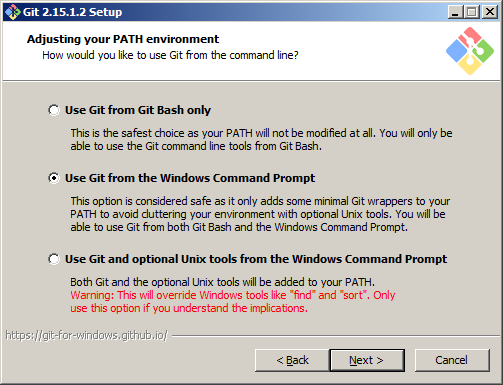 Git 2.15.1.2 Setup
Adjusting your PATH environment
How would you like to use Git from the command line?
Use Git from Git Bash only
This is the safest choice as your PATH will not be modified at all. You will only be
able to use the Git command line tools from Git Bash.
Use Git from the Windows Command Prompt
This option is considered safe as it only adds some minimal Git wrappers to your
PATH to avoid cluttering your environment with optional Unix tools. You will be
able to use Git from both Git Bash and the Windows Command Prompt.
Use Git and optional Unix tools from the Windows Command Prompt
Both Git and the optional Unix tools will be added to your PATH.
Warning: This will override Windows tools like "find" and "sort". Only
use this option if you understand the implications.
https://git-for-windows.github.io/
< Back Next > Cancel